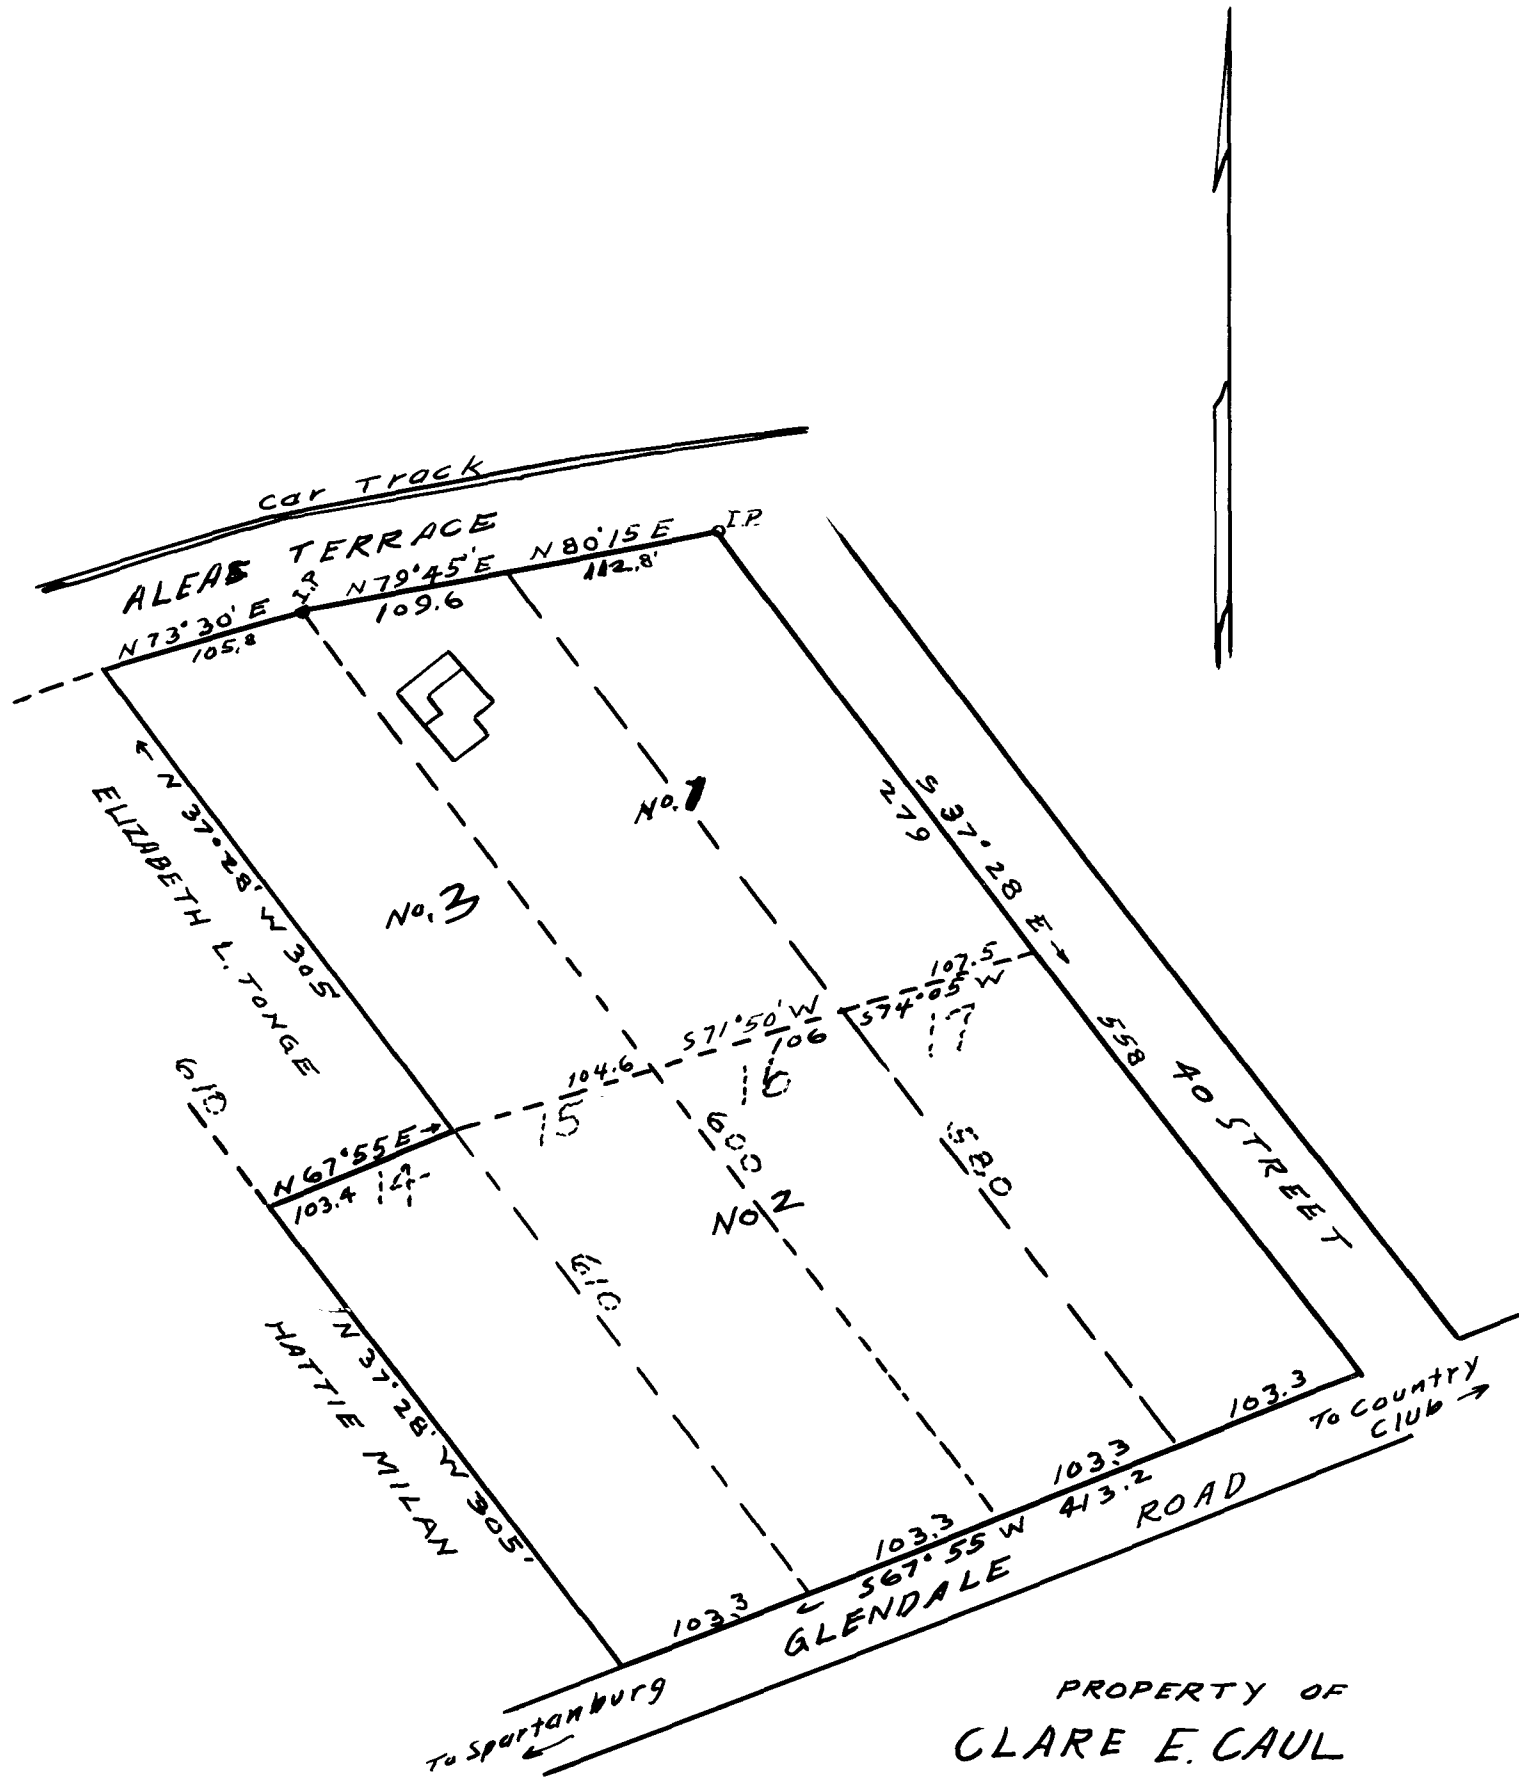 Car Track
ALEAS TERRACE
I.P.
I.P.
N 73°30' E
105.8
N 79°45' E
109.6
N 80°15 E
112.8'
← N 37°28' W 305'
ELIZABETH L. TONGE
No. 1
No. 3
S 37°28 E →
279
558
40 STREET
107.5
S 74°05 W
17
S 71°50' W
106
16
104.6
15
610
N 67°55 E →
103.4
14
600
580
No 2
610
N 37°28' W 305'
HATTIE MILAN
103.3
103.3
103.3
103.3
413.2
← S 67°55 W
GLENDALE ROAD
To Country
Club →
To Spartanburg
←
PROPERTY OF
CLARE E. CAUL